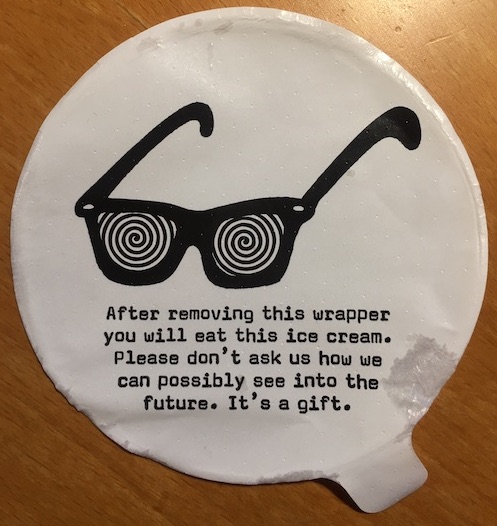 After removing this wrapper
you will eat this ice cream.
Please don't ask us how we
can possibly see into the
future. It's a gift.